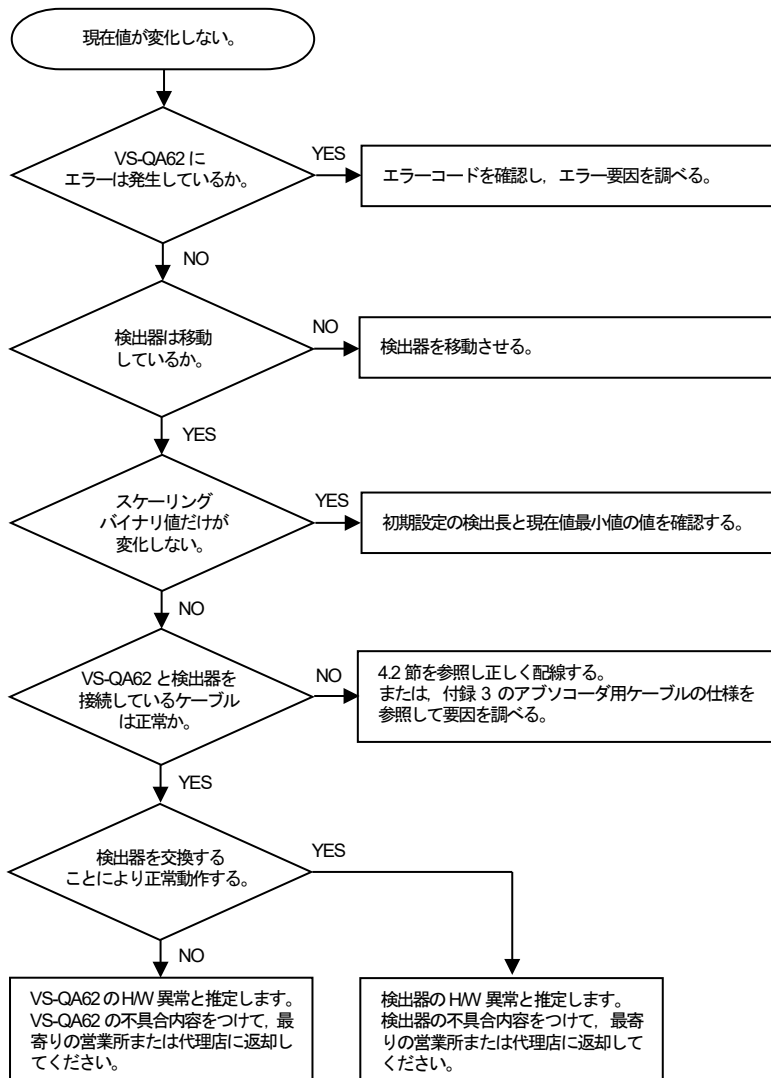 現在値が変化しない。
VS-QA62 に
エラーは発生しているか。
YES
エラーコードを確認し，エラー要因を調べる。
NO
検出器は移動
しているか。
NO
検出器を移動させる。
YES
スケーリング
バイナリ値だけが
変化しない。
YES
初期設定の検出長と現在値最小値の値を確認する。
NO
VS-QA62 と検出器を
接続しているケーブル
は正常か。
NO
4.2 節を参照し正しく配線する。
または，付録 3 のアブソコーダ用ケーブルの仕様を
参照して要因を調べる。
YES
検出器を交換する
ことにより正常動作する。
YES
NO
VS-QA62 の H/W 異常と推定します。
VS-QA62 の不具合内容をつけて，最
寄りの営業所または代理店に返却し
てください。
検出器の H/W 異常と推定します。
検出器の不具合内容をつけて，最寄
りの営業所または代理店に返却して
ください。